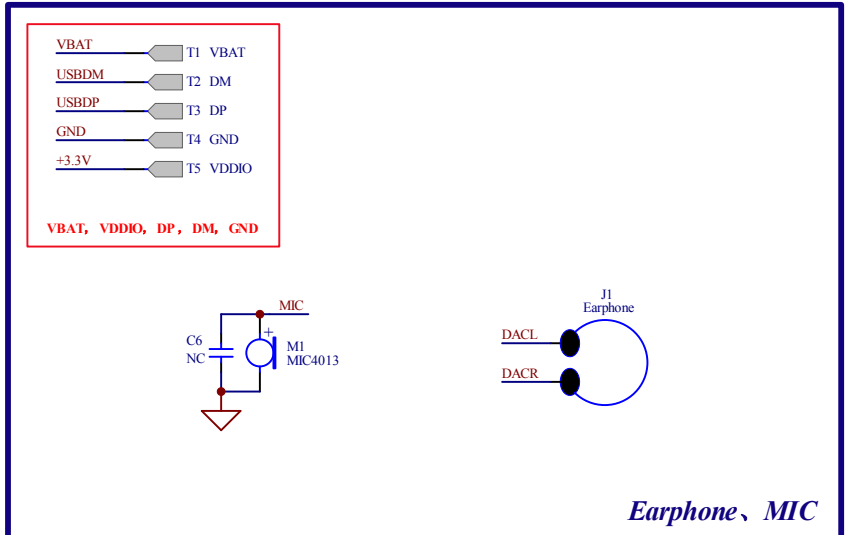 VBAT T1 VBAT
USBDM T2 DM
USBDP T3 DP
GND T4 GND
+3.3V T5 VDDIO
VBAT，VDDIO，DP，DM，GND
MIC
C6
NC
+
M1
MIC4013
J1
Earphone
DACL
DACR
Earphone、MIC